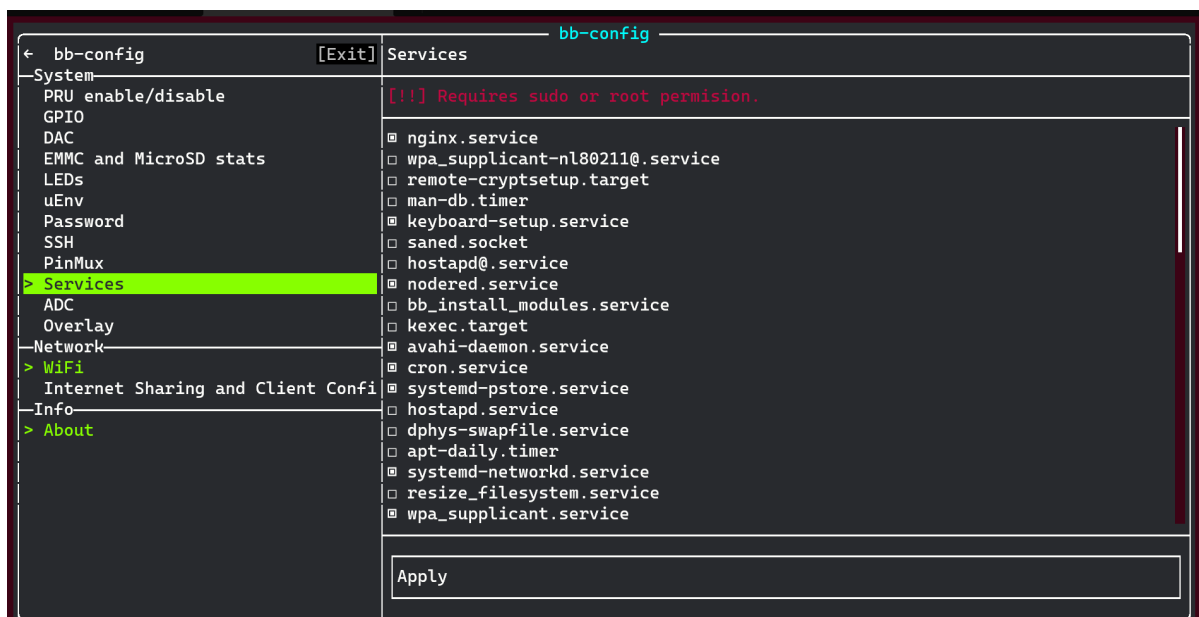 bb-config
← bb-config [Exit]
System
PRU enable/disable
GPIO
DAC
EMMC and MicroSD stats
LEDs
uEnv
Password
SSH
PinMux
> Services
ADC
Overlay
Network
> WiFi
Internet Sharing and Client Confi
Info
> About
Services
[!!] Requires sudo or root permision.
nginx.service
wpa_supplicant-nl80211@.service
remote-cryptsetup.target
man-db.timer
keyboard-setup.service
saned.socket
hostapd@.service
nodered.service
bb_install_modules.service
kexec.target
avahi-daemon.service
cron.service
systemd-pstore.service
hostapd.service
dphys-swapfile.service
apt-daily.timer
systemd-networkd.service
resize_filesystem.service
wpa_supplicant.service
Apply